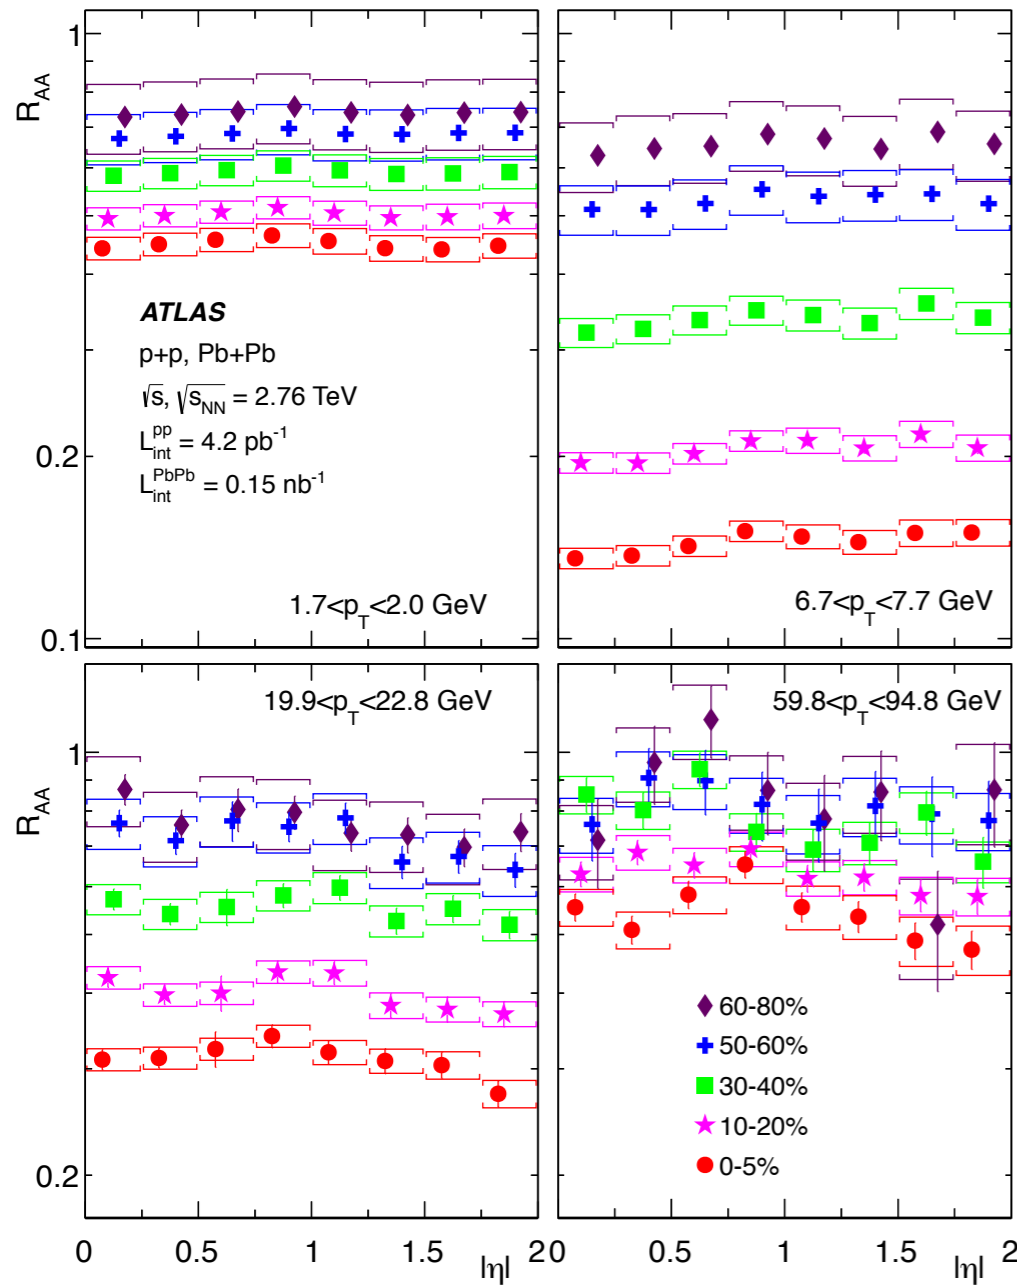 1
R_AA
ATLAS
p+p, Pb+Pb
√s, √s_NN = 2.76 TeV
L_int^pp = 4.2 pb^-1
L_int^PbPb = 0.15 nb^-1
0.2
0.1
1.7<p_T<2.0 GeV
6.7<p_T<7.7 GeV
19.9<p_T<22.8 GeV
59.8<p_T<94.8 GeV
1
R_AA
60-80%
50-60%
30-40%
10-20%
0-5%
0.2
0 0.5 1 1.5 2 0 0.5 1 1.5 2
|η| |η|